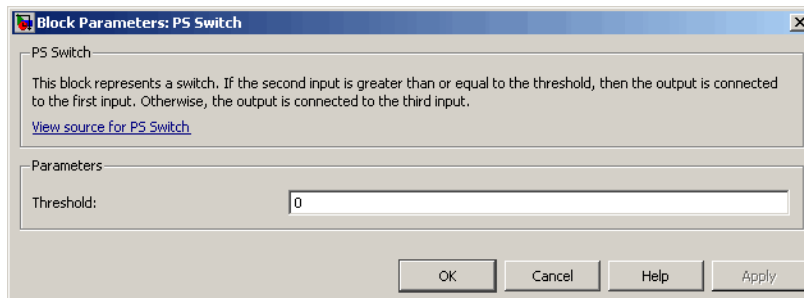 Block Parameters: PS Switch
PS Switch
This block represents a switch. If the second input is greater than or equal to the threshold, then the output is connected
to the first input. Otherwise, the output is connected to the third input.
View source for PS Switch
Parameters
Threshold: 0
OK Cancel Help Apply